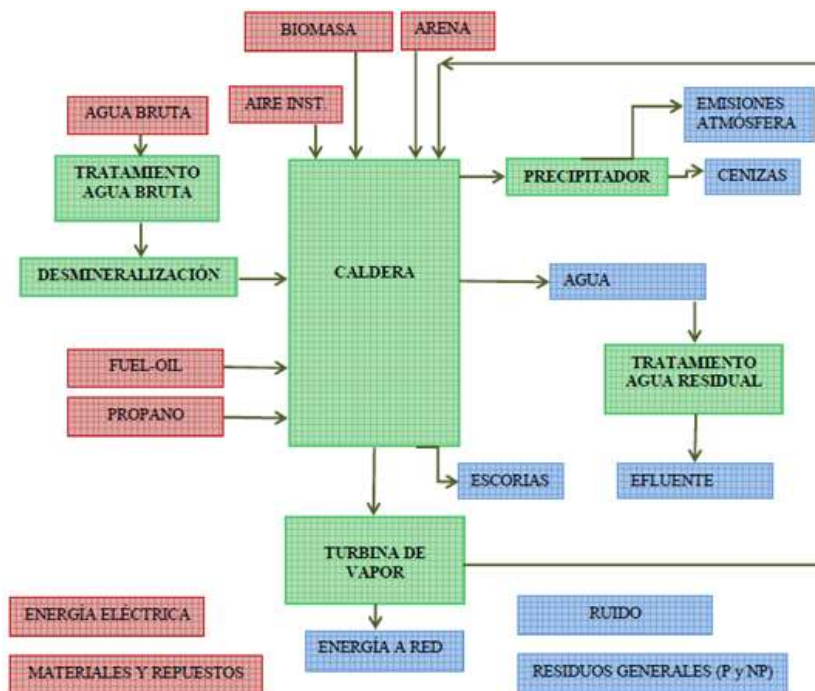 BIOMASA
ARENA
AIRE INST.
AGUA BRUTA
EMISIONES
ATMÓSFERA
TRATAMIENTO
AGUA BRUTA
PRECIPITADOR
CENIZAS
DESMINERALIZACIÓN
CALDERA
AGUA
FUEL-OIL
TRATAMIENTO
AGUA RESIDUAL
PROPANO
ESCORIAS
EFLUENTE
TURBINA DE
VAPOR
ENERGÍA ELÉCTRICA
RUIDO
ENERGÍA A RED
MATERIALES Y REPUESTOS
RESIDUOS GENERALES (P y NP)